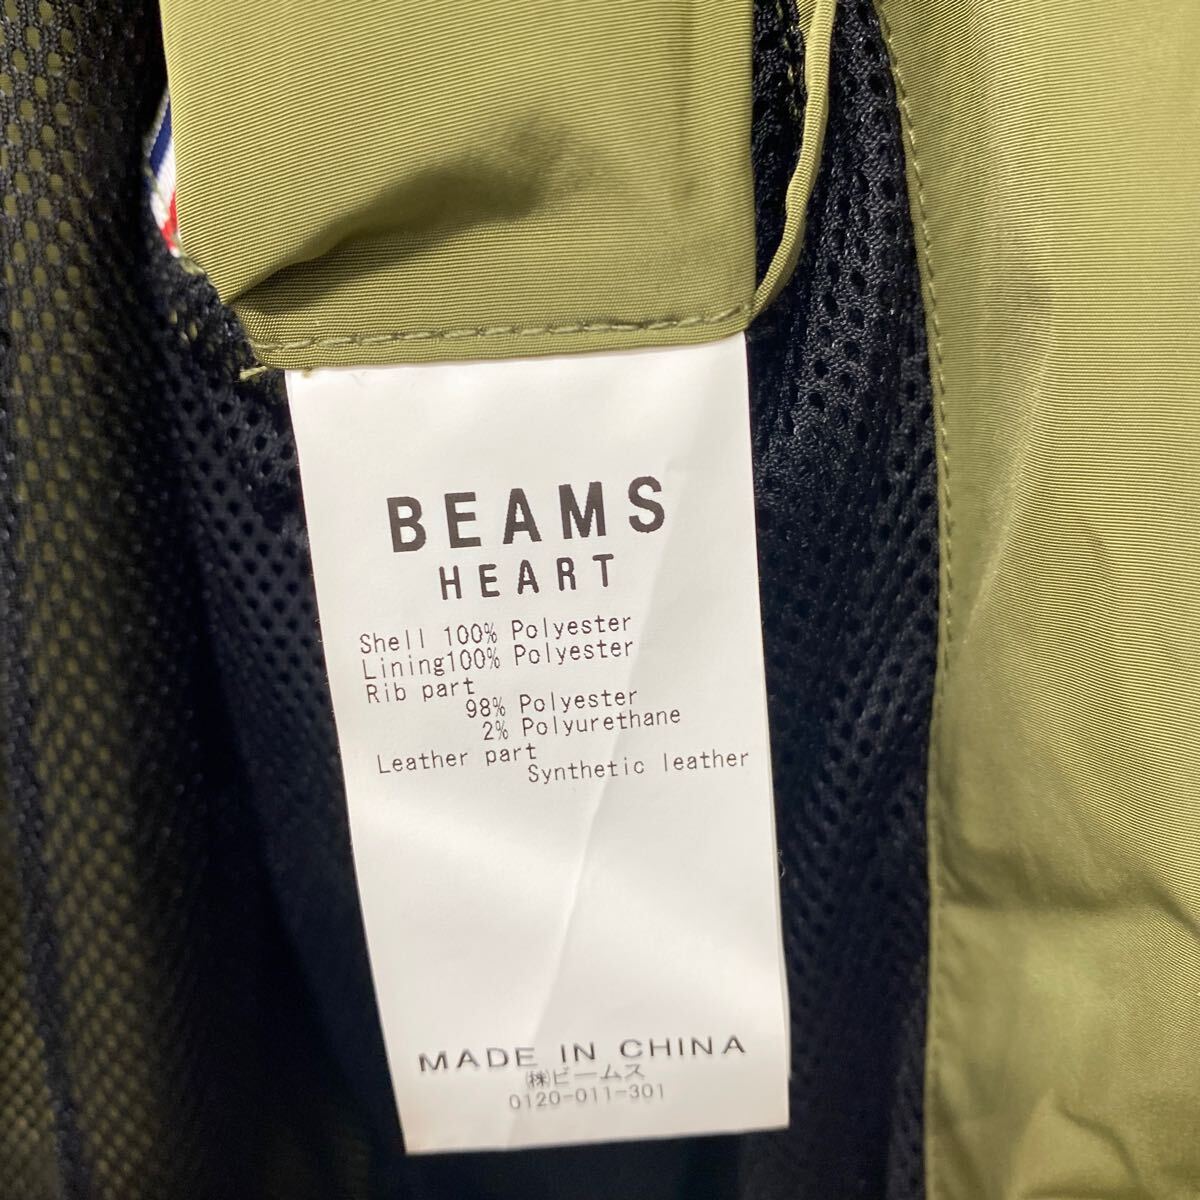 BEAMS
HEART
Shell 100% Polyester
Lining100% Polyester
Rib part
98% Polyester
2% Polyurethane
Leather part
Synthetic leather
MADE IN CHINA
㈱ビームス
0120-011-301